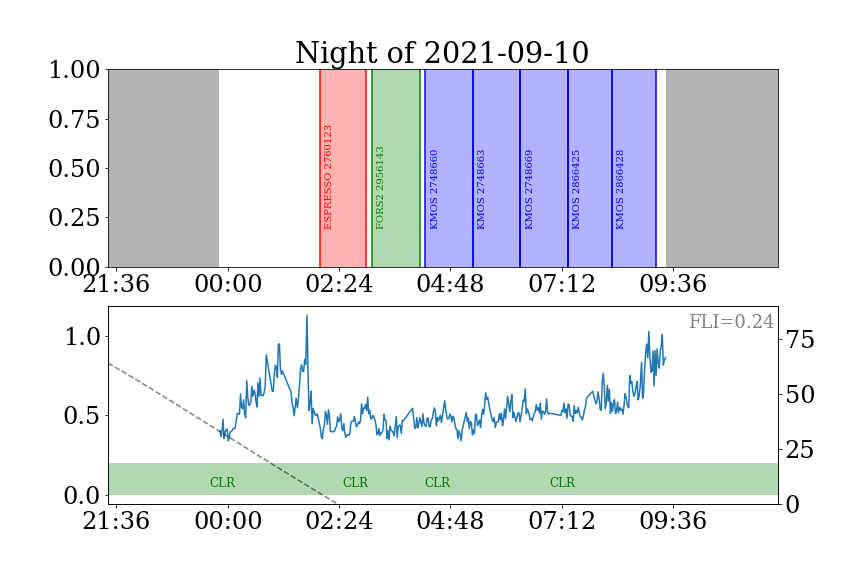 Night of 2021-09-10
1.00
0.75
0.50
0.25
0.00
ESPRESSO 2760123
FORS2 2956143
KMOS 2748660
KMOS 2748663
KMOS 2748669
KMOS 2866425
KMOS 2866428
21:36 00:00 02:24 04:48 07:12 09:36
FLI=0.24
1.0
0.5
0.0
75
50
25
0
CLR CLR CLR CLR
21:36 00:00 02:24 04:48 07:12 09:36